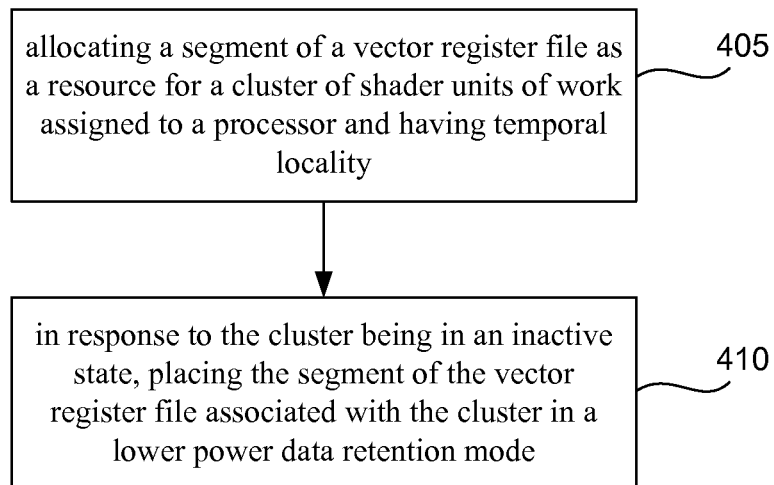 allocating a segment of a vector register file as
a resource for a cluster of shader units of work
assigned to a processor and having temporal
locality
405
in response to the cluster being in an inactive
state, placing the segment of the vector
register file associated with the cluster in a
lower power data retention mode
410